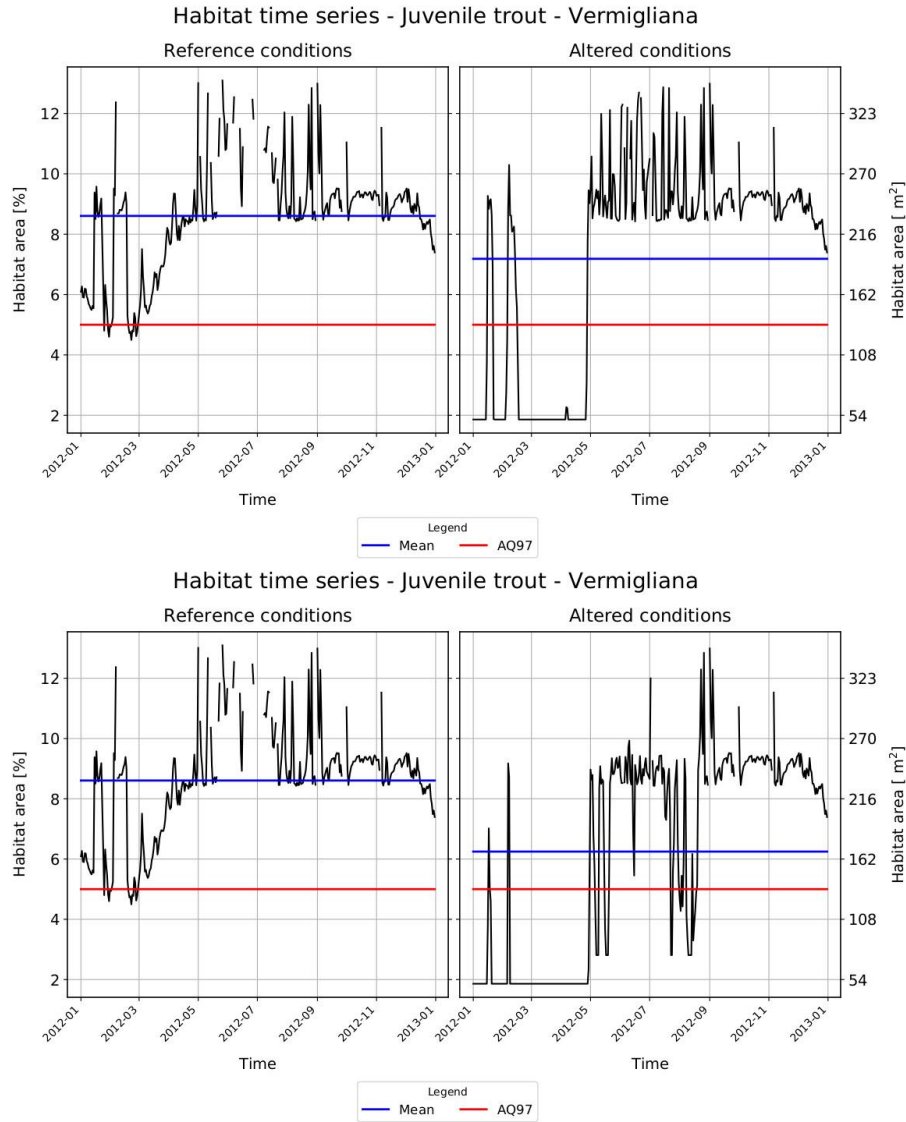 Habitat time series - Juvenile trout - Vermigliana
Reference conditions
Altered conditions
Habitat area [%]
12
10
8
6
4
2
323
270
216
162
108
54
Habitat area [ m²]
2012-01
2012-03
2012-05
2012-07
2012-09
2012-11
2013-01
2012-01
2012-03
2012-05
2012-07
2012-09
2012-11
2013-01
Time
Time
Legend
Mean
AQ97
Habitat time series - Juvenile trout - Vermigliana
Reference conditions
Altered conditions
Habitat area [%]
12
10
8
6
4
2
323
270
216
162
108
54
Habitat area [ m²]
2012-01
2012-03
2012-05
2012-07
2012-09
2012-11
2013-01
2012-01
2012-03
2012-05
2012-07
2012-09
2012-11
2013-01
Time
Time
Legend
Mean
AQ97